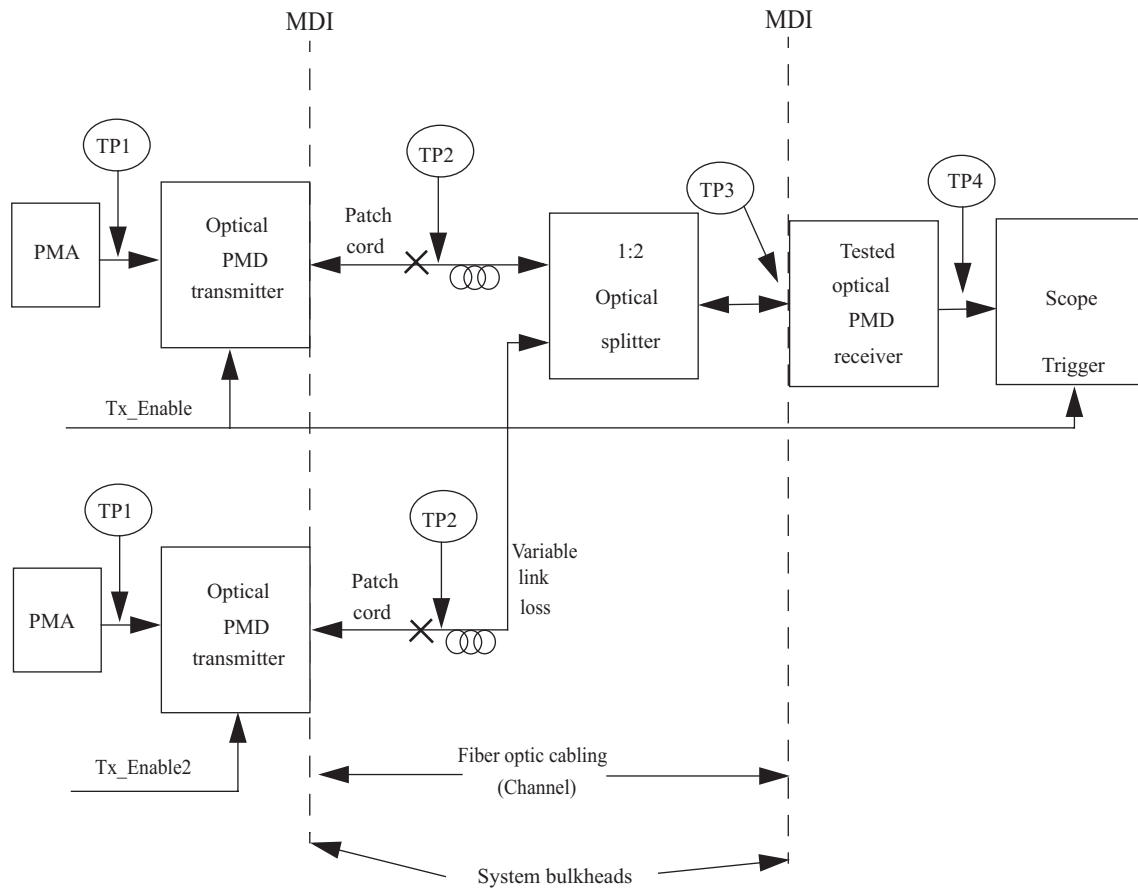 MDI
MDI
TP1
TP2
TP3
TP4
PMA
Optical
PMD
transmitter
Patch
cord
1:2
Optical
splitter
Tested
optical
PMD
receiver
Scope
Trigger
Tx_Enable
TP1
TP2
PMA
Optical
PMD
transmitter
Patch
cord
Variable
link
loss
Tx_Enable2
Fiber optic cabling
(Channel)
System bulkheads